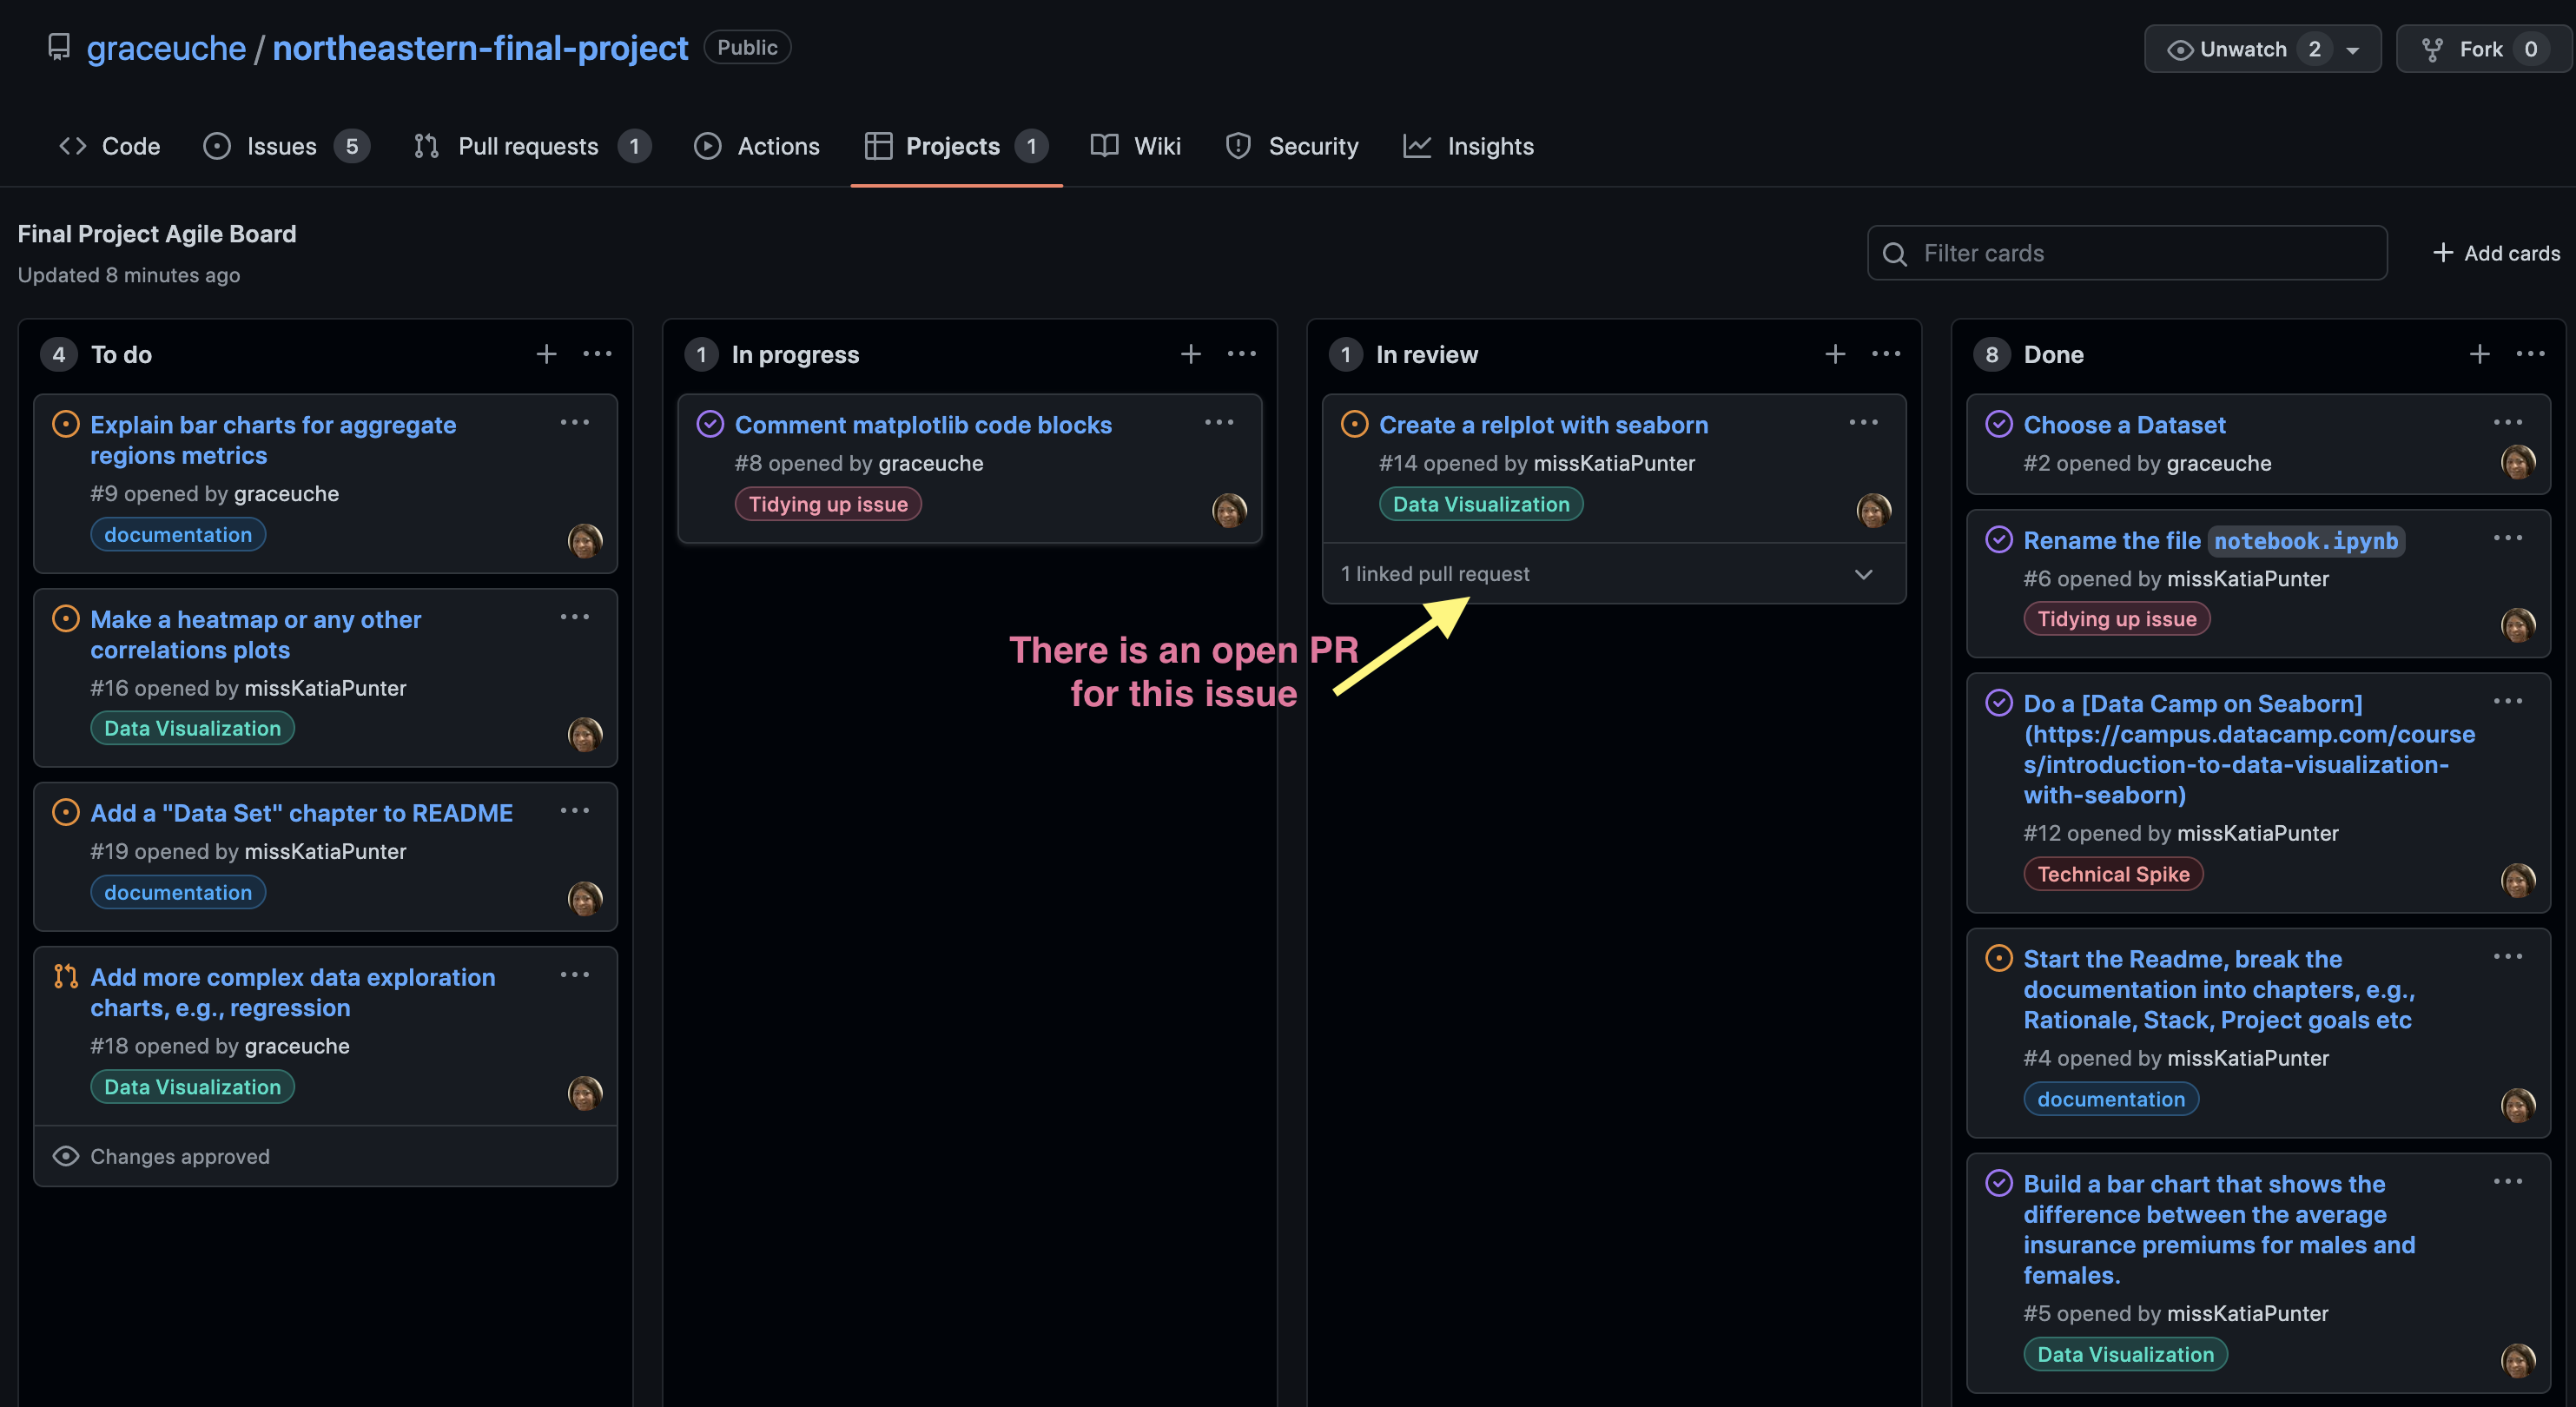 graceuche / northeastern-final-project Public
Unwatch 2
Fork 0
Code
Issues 5
Pull requests 1
Actions
Projects 1
Wiki
Security
Insights
Final Project Agile Board
Updated 8 minutes ago
Filter cards
+ Add cards
4 To do
Explain bar charts for aggregate
regions metrics
#9 opened by graceuche
documentation
Make a heatmap or any other
correlations plots
#16 opened by missKatiaPunter
Data Visualization
Add a "Data Set" chapter to README
#19 opened by missKatiaPunter
documentation
Add more complex data exploration
charts, e.g., regression
#18 opened by graceuche
Data Visualization
Changes approved
1 In progress
Comment matplotlib code blocks
#8 opened by graceuche
Tidying up issue
1 In review
Create a relplot with seaborn
#14 opened by missKatiaPunter
Data Visualization
1 linked pull request
There is an open PR
for this issue
8 Done
Choose a Dataset
#2 opened by graceuche
Rename the file notebook.ipynb
#6 opened by missKatiaPunter
Tidying up issue
Do a [Data Camp on Seaborn]
(https://campus.datacamp.com/course
s/introduction-to-data-visualization-
with-seaborn)
#12 opened by missKatiaPunter
Technical Spike
Start the Readme, break the
documentation into chapters, e.g.,
Rationale, Stack, Project goals etc
#4 opened by missKatiaPunter
documentation
Build a bar chart that shows the
difference between the average
insurance premiums for males and
females.
#5 opened by missKatiaPunter
Data Visualization